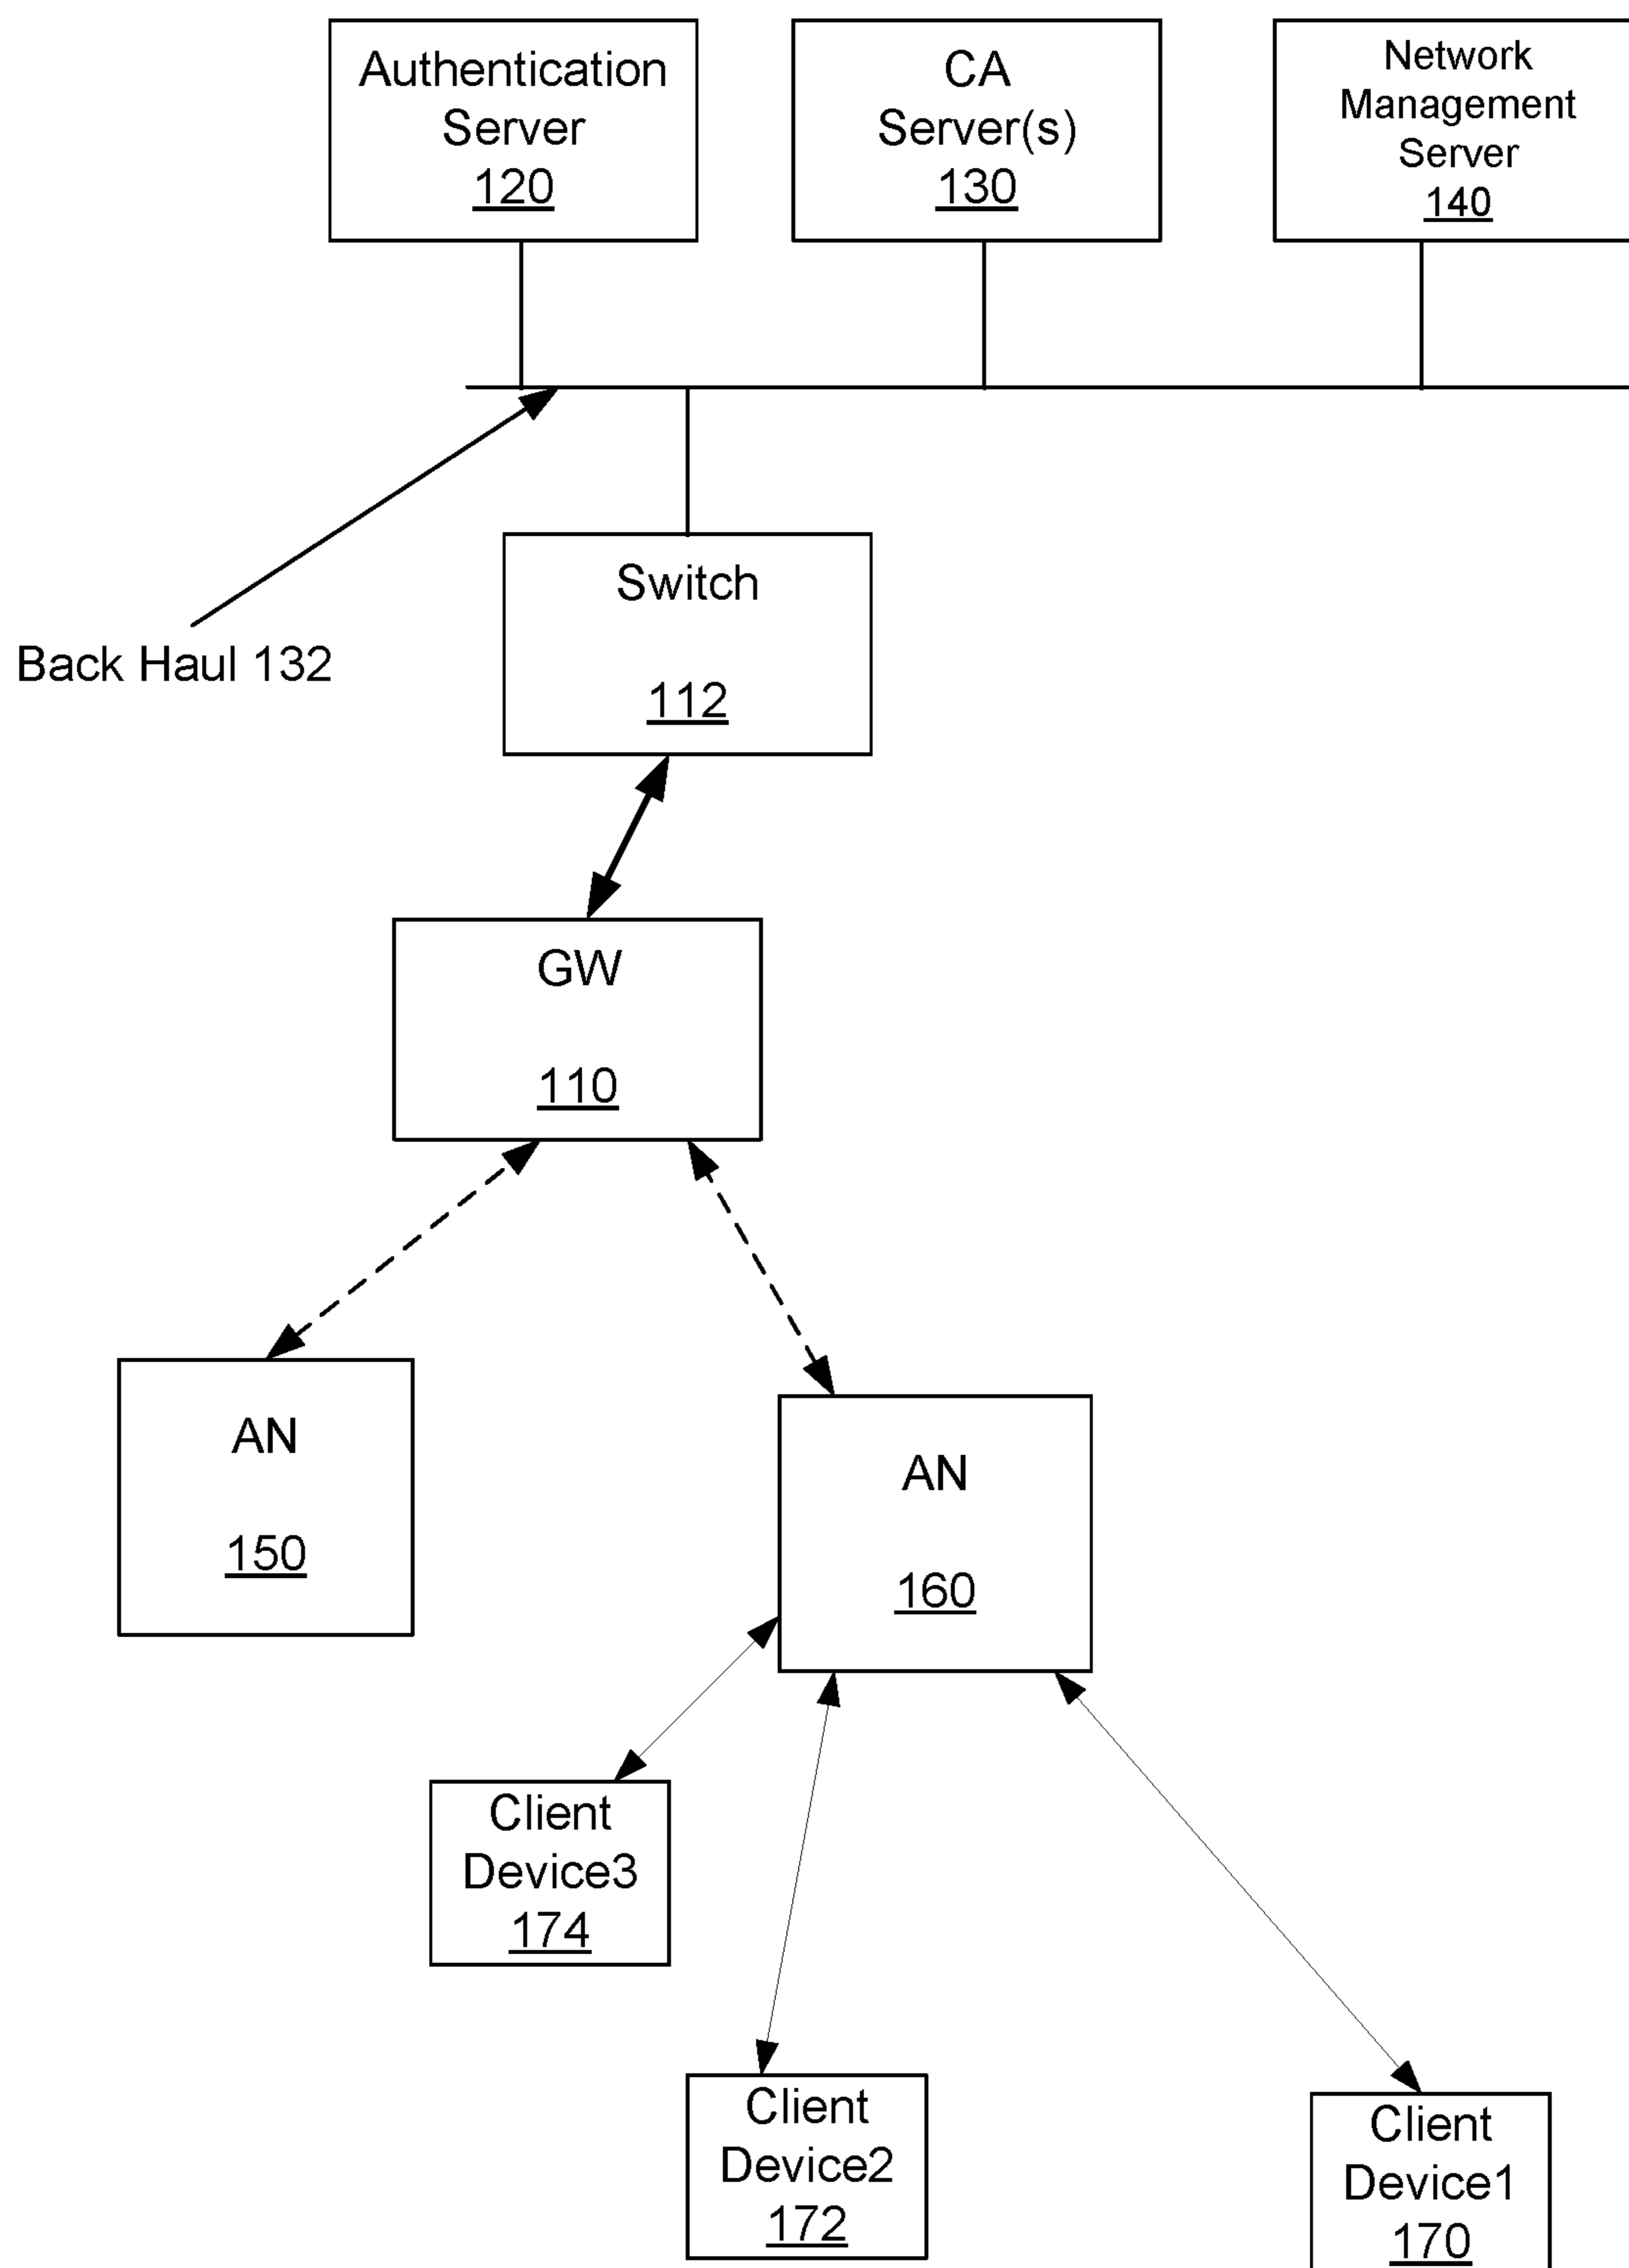 Authentication
Server
120
CA
Server(s)
130
Network
Management
Server
140
Back Haul 132
Switch
112
GW
110
AN
150
AN
160
Client
Device3
174
Client
Device2
172
Client
Device1
170